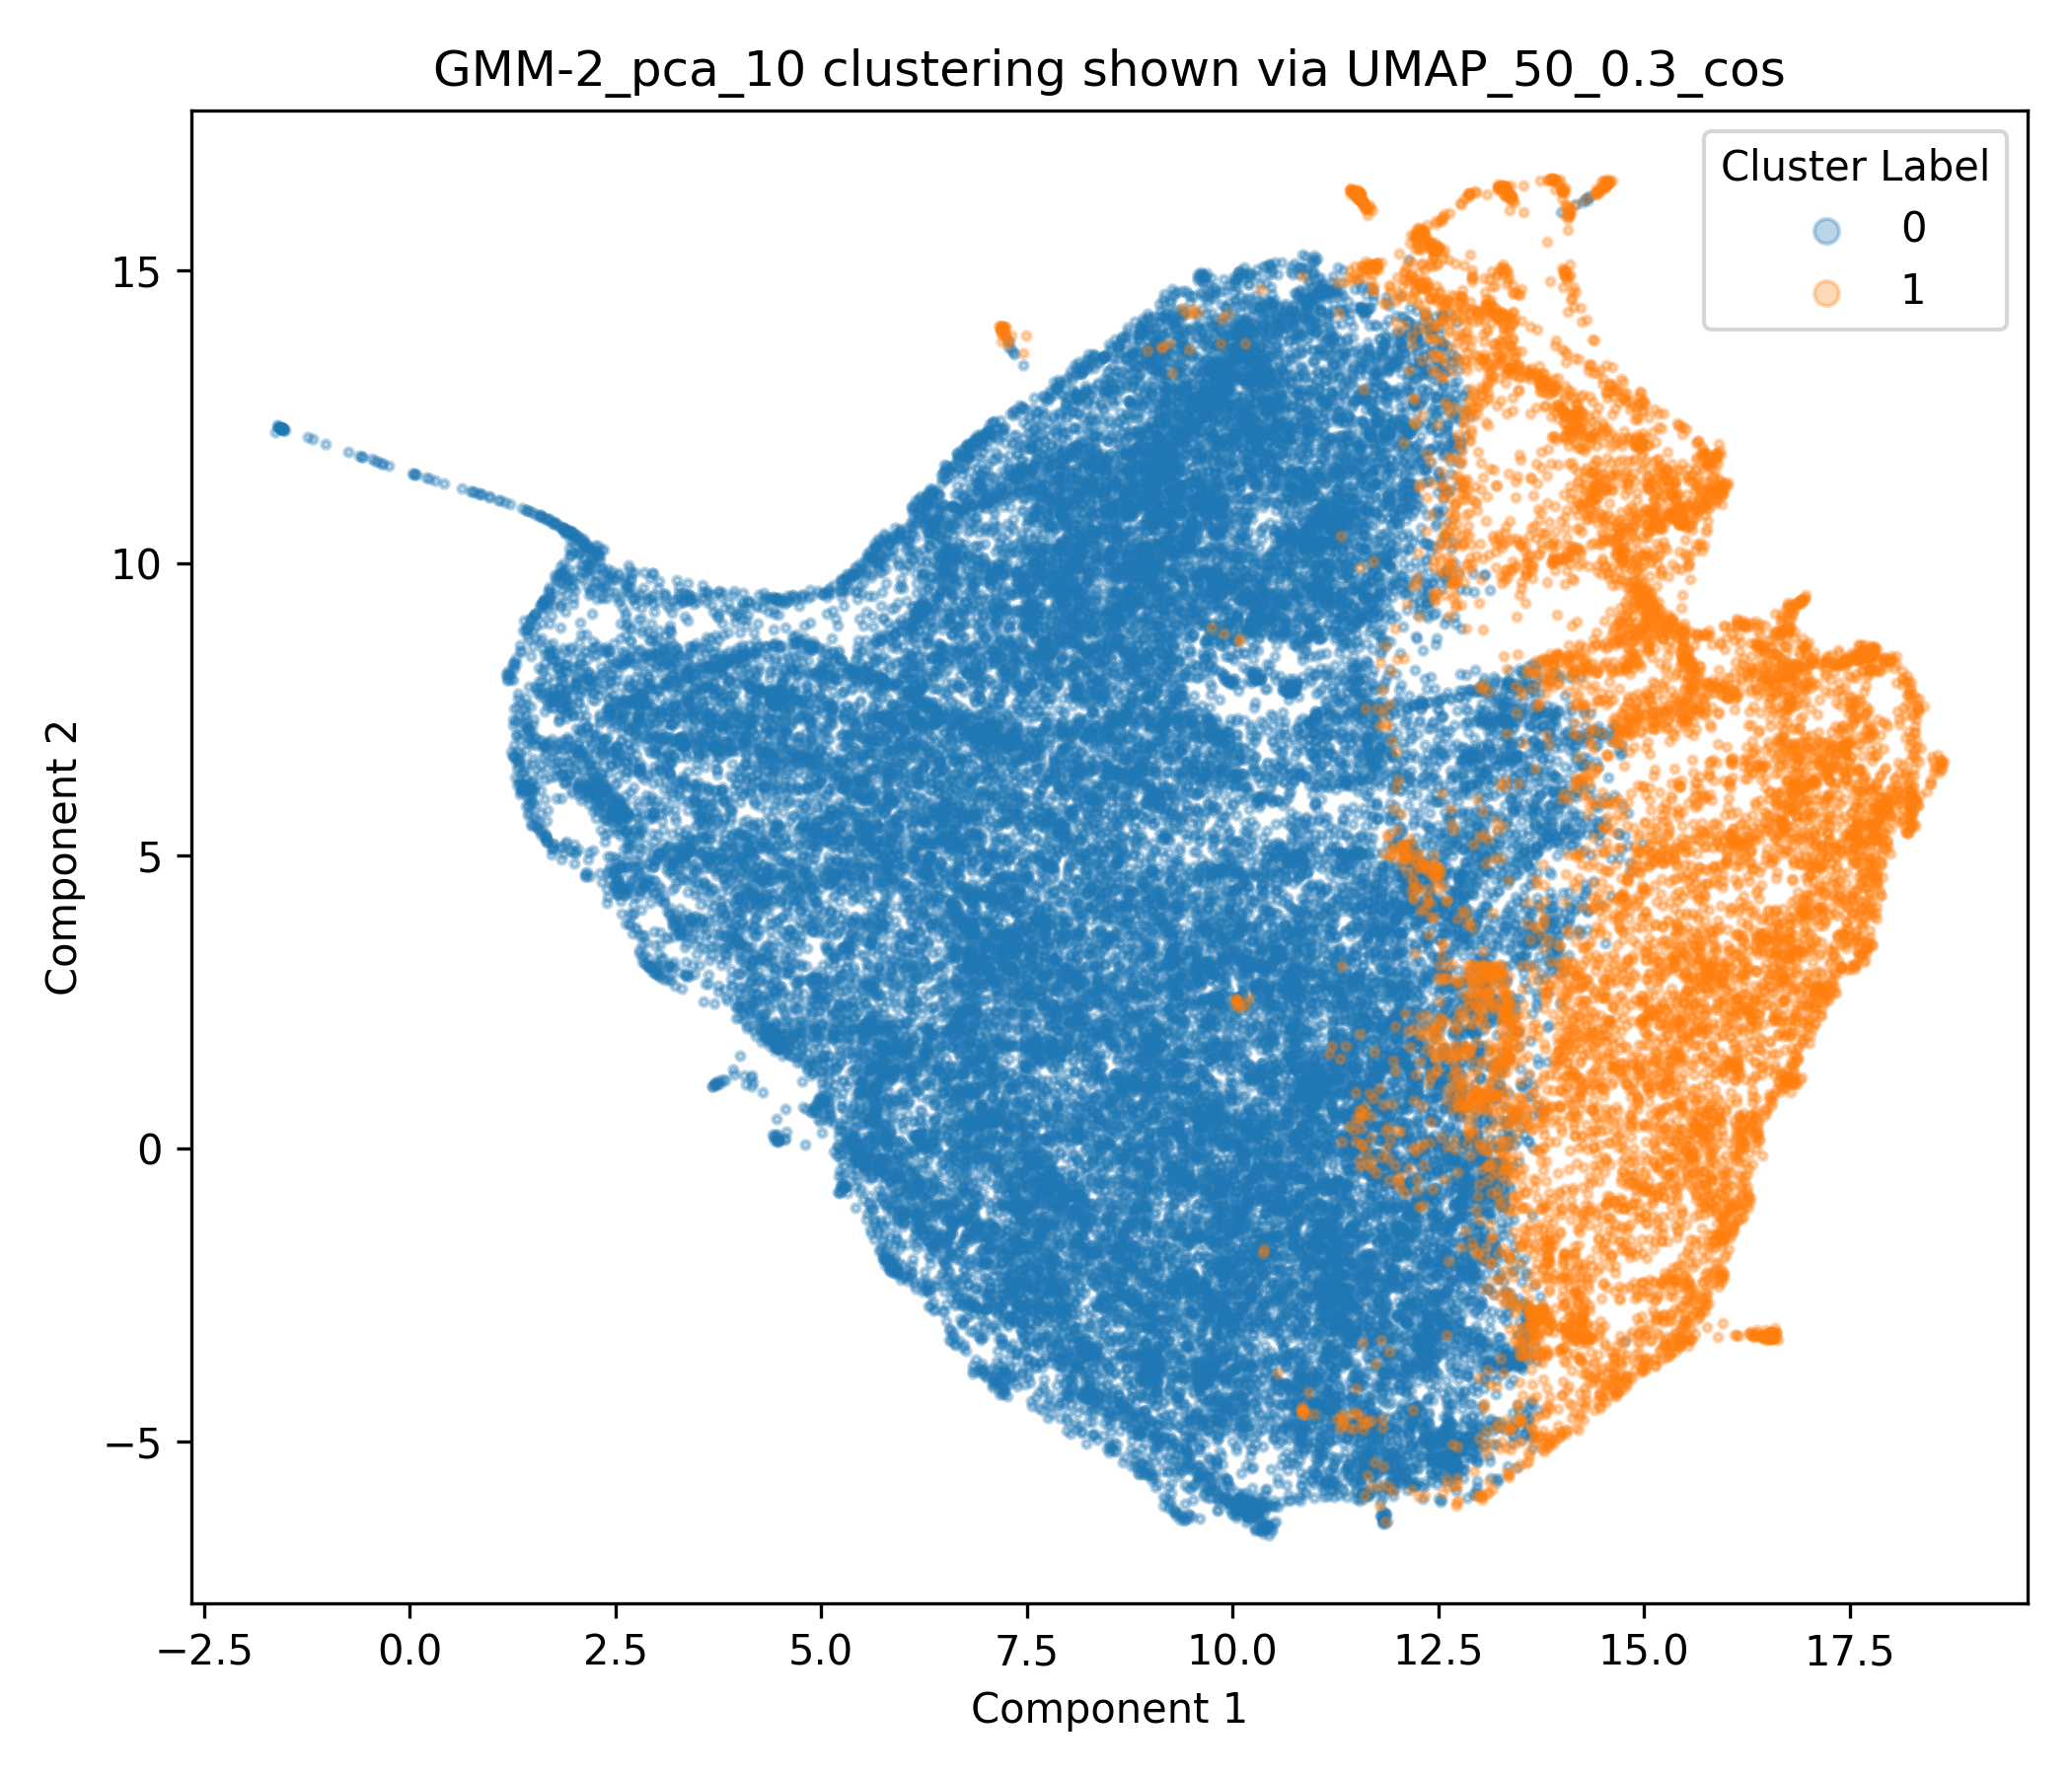 GMM-2_pca_10 clustering shown via UMAP_50_0.3_cos
Cluster Label
0
1
15
10
5
0
−5
Component 2
−2.5 0.0 2.5 5.0 7.5 10.0 12.5 15.0 17.5
Component 1